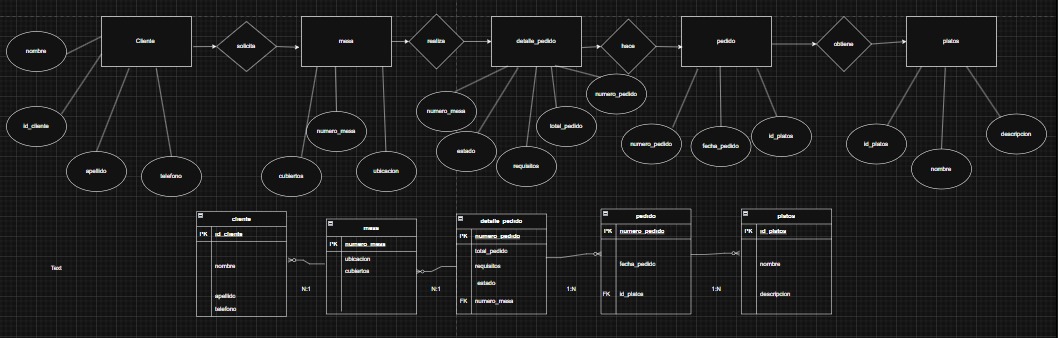 Cliente
solicita
mesa
realiza
detalle_pedido
hace
pedido
obtiene
platos
nombre
id_cliente
apellido
telefono
cubiertos
numero_mesa
ubicacion
numero_mesa
estado
requisitos
total_pedido
numero_pedido
numero_pedido
fecha_pedido
id_platos
id_platos
nombre
descripcion
Text
cliente
PK id_cliente
nombre
apellido
telefono
N:1
mesa
PK numero_mesa
ubicacion
cubiertos
N:1
detalle_pedido
PK numero_pedido
total_pedido
requisitos
estado
FK numero_mesa
1:N
pedido
PK numero_pedido
fecha_pedido
FK id_platos
1:N
platos
PK id_platos
nombre
descripcion